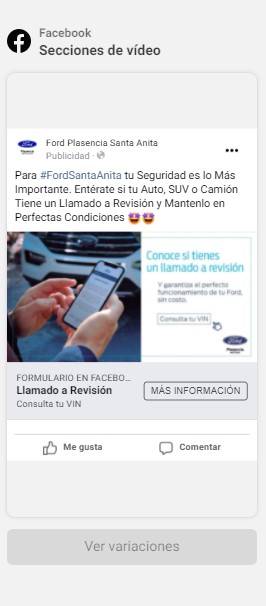 Facebook
Secciones de vídeo
Ford Plasencia Santa Anita
Publicidad ·
Para #FordSantaAnita tu Seguridad es lo Más
Importante. Entérate si tu Auto, SUV o Camión
Tiene un Llamado a Revisión y Mantenlo en
Perfectas Condiciones 🤩🤩
Conoce si tienes
un llamado a revisión
Y garantiza el perfecto
funcionamiento de tu Ford,
sin costo.
Consulta tu VIN
Ford
Plasencia
FORMULARIO EN FACEBO...
Llamado a Revisión
Consulta tu VIN
MÁS INFORMACIÓN
Me gusta
Comentar
Ver variaciones